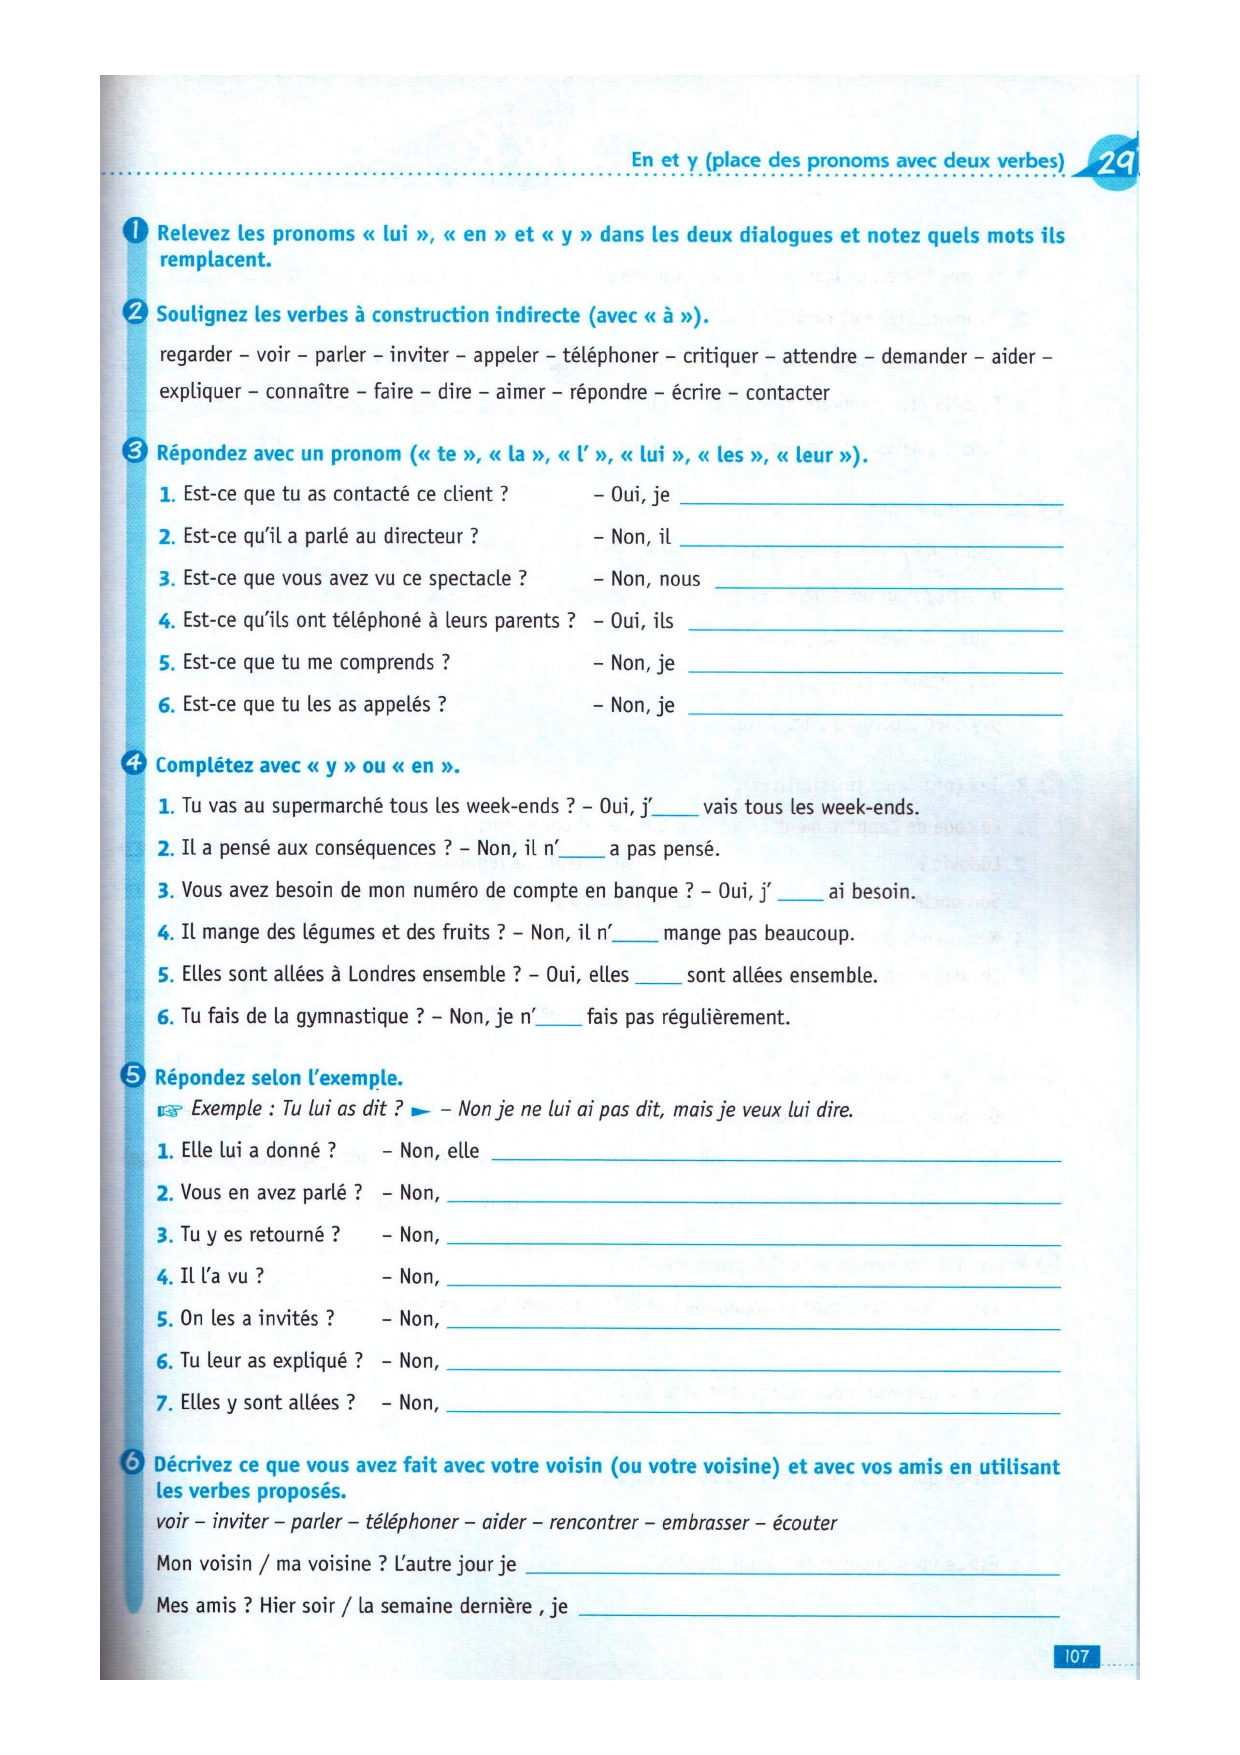 En et y (place des pronoms avec deux verbes) 29
1 Relevez les pronoms « lui », « en » et « y » dans les deux dialogues et notez quels mots ils
remplacent.
2 Soulignez les verbes à construction indirecte (avec « à »).
regarder – voir – parler – inviter – appeler – téléphoner – critiquer – attendre – demander – aider –
expliquer – connaître – faire – dire – aimer – répondre – écrire – contacter
3 Répondez avec un pronom (« te », « la », « l' », « lui », « les », « leur »).
1. Est-ce que tu as contacté ce client ? – Oui, je ____
2. Est-ce qu'il a parlé au directeur ? – Non, il ____
3. Est-ce que vous avez vu ce spectacle ? – Non, nous ____
4. Est-ce qu'ils ont téléphoné à leurs parents ? – Oui, ils ____
5. Est-ce que tu me comprends ? – Non, je ____
6. Est-ce que tu les as appelés ? – Non, je ____
4 Complétez avec « y » ou « en ».
1. Tu vas au supermarché tous les week-ends ? – Oui, j'____ vais tous les week-ends.
2. Il a pensé aux conséquences ? – Non, il n'____ a pas pensé.
3. Vous avez besoin de mon numéro de compte en banque ? – Oui, j' ____ ai besoin.
4. Il mange des légumes et des fruits ? – Non, il n'____ mange pas beaucoup.
5. Elles sont allées à Londres ensemble ? – Oui, elles ____ sont allées ensemble.
6. Tu fais de la gymnastique ? – Non, je n'____ fais pas régulièrement.
5 Répondez selon l'exemple.
☞ Exemple : Tu lui as dit ? ► – Non je ne lui ai pas dit, mais je veux lui dire.
1. Elle lui a donné ? – Non, elle ____
2. Vous en avez parlé ? – Non, ____
3. Tu y es retourné ? – Non, ____
4. Il l'a vu ? – Non, ____
5. On les a invités ? – Non, ____
6. Tu leur as expliqué ? – Non, ____
7. Elles y sont allées ? – Non, ____
6 Décrivez ce que vous avez fait avec votre voisin (ou votre voisine) et avec vos amis en utilisant
les verbes proposés.
voir – inviter – parler – téléphoner – aider – rencontrer – embrasser – écouter
Mon voisin / ma voisine ? L'autre jour je ____
Mes amis ? Hier soir / la semaine dernière , je ____
107